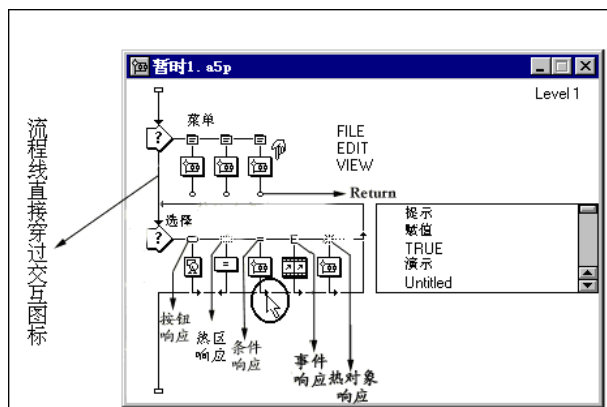 暂时1.a5p
Level 1
菜单
FILE
EDIT
VIEW
Return
流程线直接穿过交互图标
选择
提示
赋值
TRUE
演示
Untitled
按钮
响应
热区
响应
条件
响应
事件
响应
热对象
响应